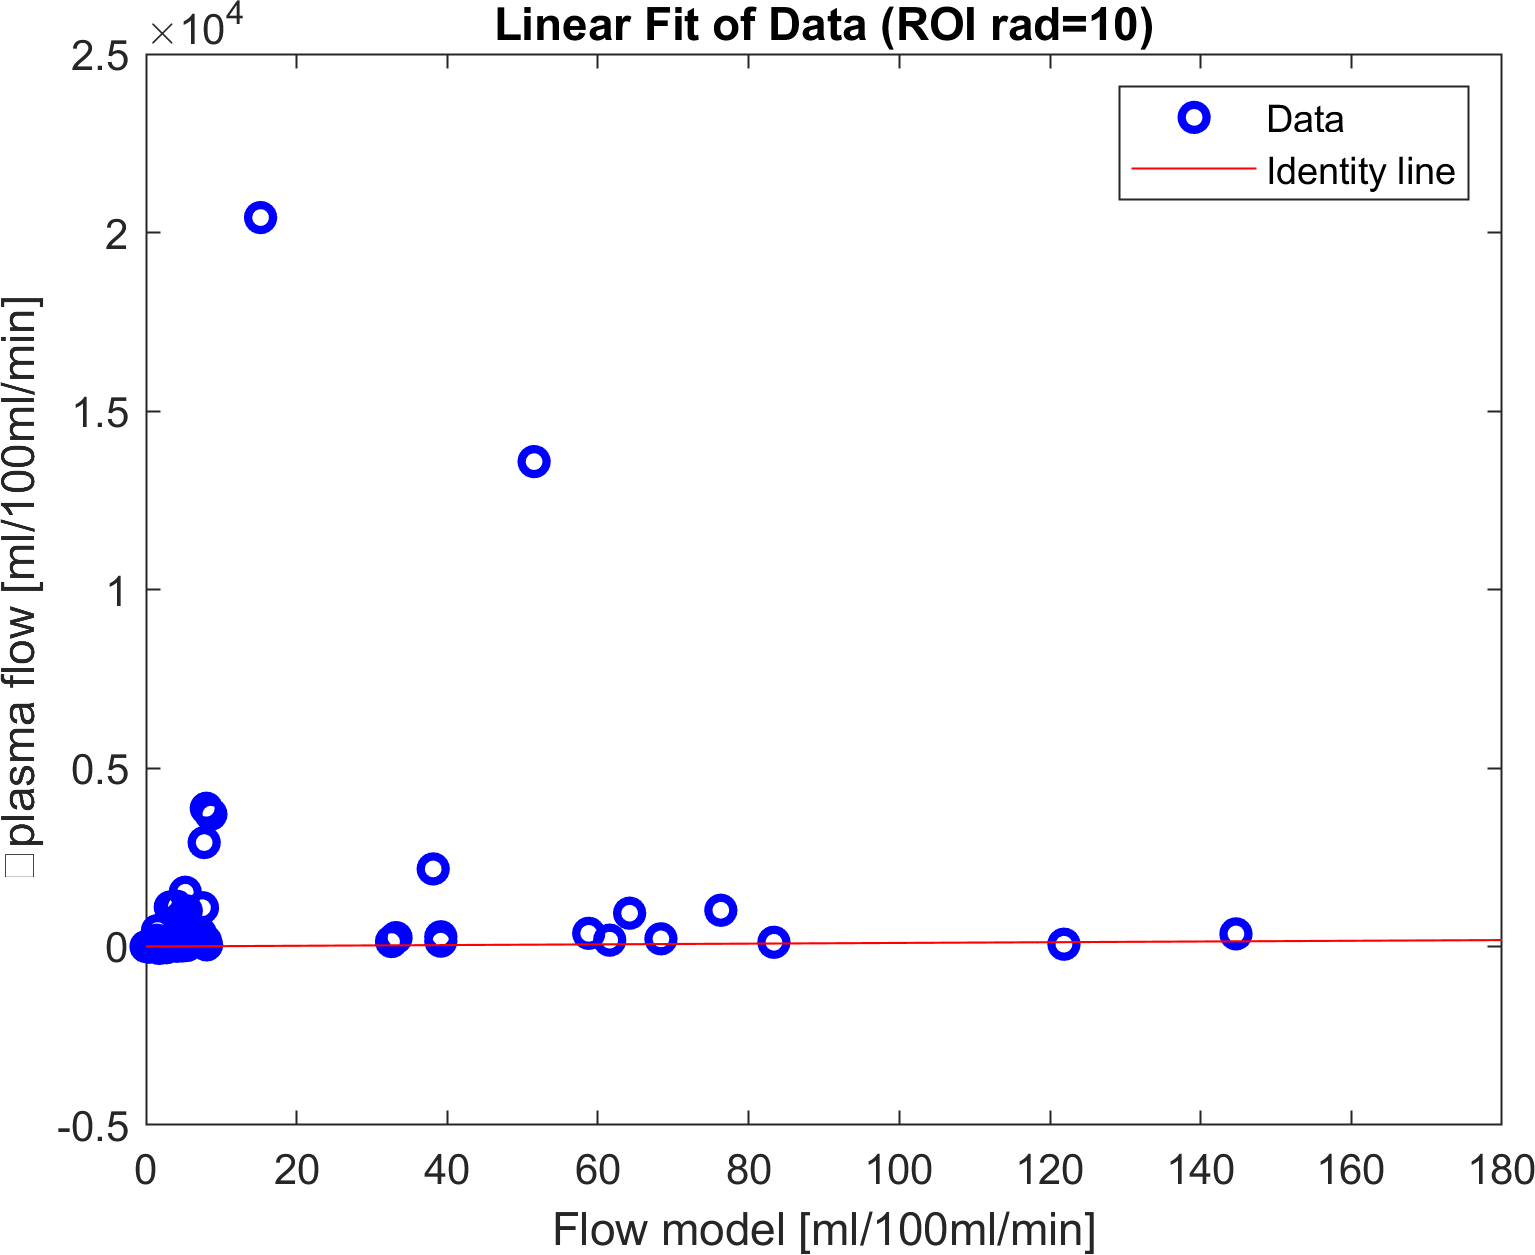 Linear Fit of Data (ROI rad=10)
×10⁴
2.5
2
1.5
1
0.5
0
-0.5
0 20 40 60 80 100 120 140 160 180
Flow model [ml/100ml/min]
□plasma flow [ml/100ml/min]
Data
Identity line